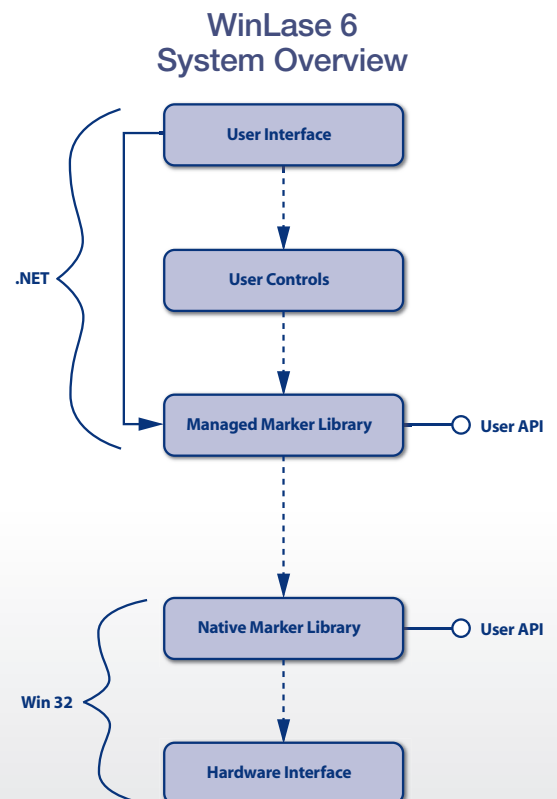 WinLase 6
System Overview
User Interface
.NET
User Controls
Managed Marker Library
User API
Native Marker Library
User API
Win 32
Hardware Interface